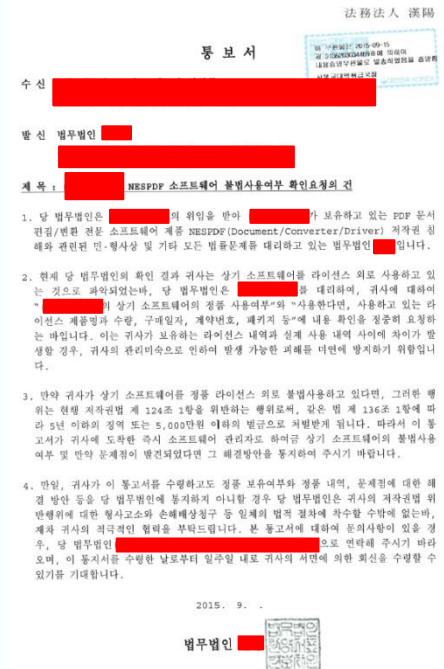 法務法人 漢陽
통 보 서
2015-09-15
수 신
발 신 법무법인
제 목 : NESPDF 소프트웨어 불법사용여부 확인요청의 건
1. 당 법무법인은 의 위임을 받아 가 보유하고 있는 PDF 문서
편집/변환 전문 소프트웨어 제품 NESPDF(Document/Converter/Driver) 저작권 침
해와 관련된 민·형사상 및 기타 모든 법률문제를 대리하고 있는 법무법인 입니다.
2. 현재 당 법무법인의 확인 결과 귀사는 상기 소프트웨어를 라이선스 외로 사용하고 있
는 것으로 파악되었는바, 당 법무법인은 를 대리하여, 귀사에 대하여
" 의 상기 소프트웨어의 정품 사용여부"와 "사용한다면, 사용하고 있는 라
이선스 제품명과 수량, 구매일자, 계약번호, 패키지 등"에 내용 확인을 정중히 요청하
는 바입니다. 이는 귀사가 보유하는 라이선스 내역과 실제 사용 내역 사이에 차이가 발
생할 경우, 귀사의 관리미숙으로 인하여 발생 가능한 피해를 미연에 방지하기 위함입니
다.
3. 만약 귀사가 상기 소프트웨어를 정품 라이선스 외로 불법사용하고 있다면, 그러한 행
위는 현행 저작권법 제 124조 1항을 위반하는 행위로써, 같은 법 제 136조 1항에 따
라 5년 이하의 징역 또는 5,000만원 이하의 벌금으로 처벌받게 됩니다. 따라서 이 통
고서가 귀사에 도착한 즉시 소프트웨어 관리자로 하여금 상기 소프트웨어의 불법사용
여부 및 만약 문제점이 발견되었다면 그 해결방안을 통지하여 주시기 바랍니다.
4. 만일, 귀사가 이 통고서를 수령하고도 정품 보유여부와 정품 내역, 문제점에 대한 해
결 방안 등을 당 법무법인에 통지하지 아니할 경우 당 법무법인은 귀사의 저작권법 위
반행위에 대한 형사고소와 손해배상청구 등 일체의 법적 절차에 착수할 수밖에 없는바,
재차 귀사의 적극적인 협력을 부탁드립니다. 본 통고서에 대하여 문의사항이 있을 경
우, 당 법무법인 으로 연락해 주시기 바라
오며, 이 통지서를 수령한 날로부터 일주일 내로 귀사의 서면에 의한 회신을 수령할 수
있기를 기대합니다.
2015. 9. .
법무법인